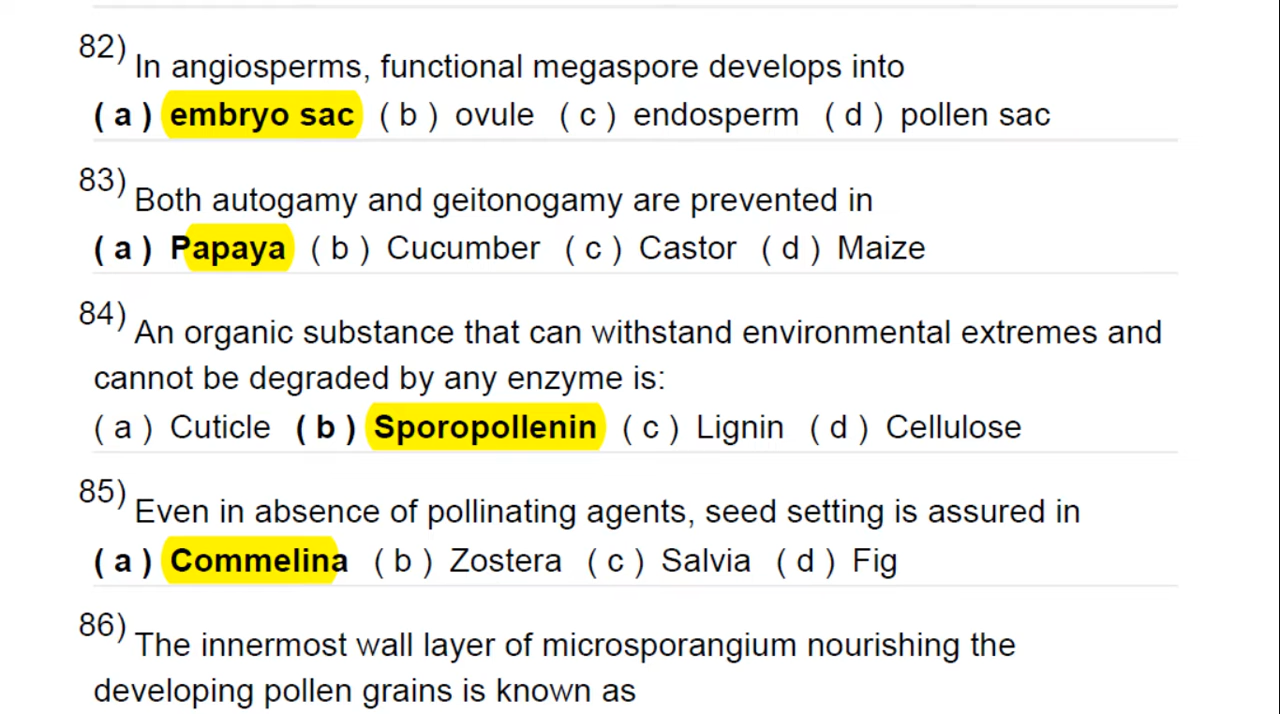 82) In angiosperms, functional megaspore develops into
( a ) embryo sac ( b ) ovule ( c ) endosperm ( d ) pollen sac
83) Both autogamy and geitonogamy are prevented in
( a ) Papaya ( b ) Cucumber ( c ) Castor ( d ) Maize
84) An organic substance that can withstand environmental extremes and
cannot be degraded by any enzyme is:
( a ) Cuticle ( b ) Sporopollenin ( c ) Lignin ( d ) Cellulose
85) Even in absence of pollinating agents, seed setting is assured in
( a ) Commelina ( b ) Zostera ( c ) Salvia ( d ) Fig
86) The innermost wall layer of microsporangium nourishing the
developing pollen grains is known as